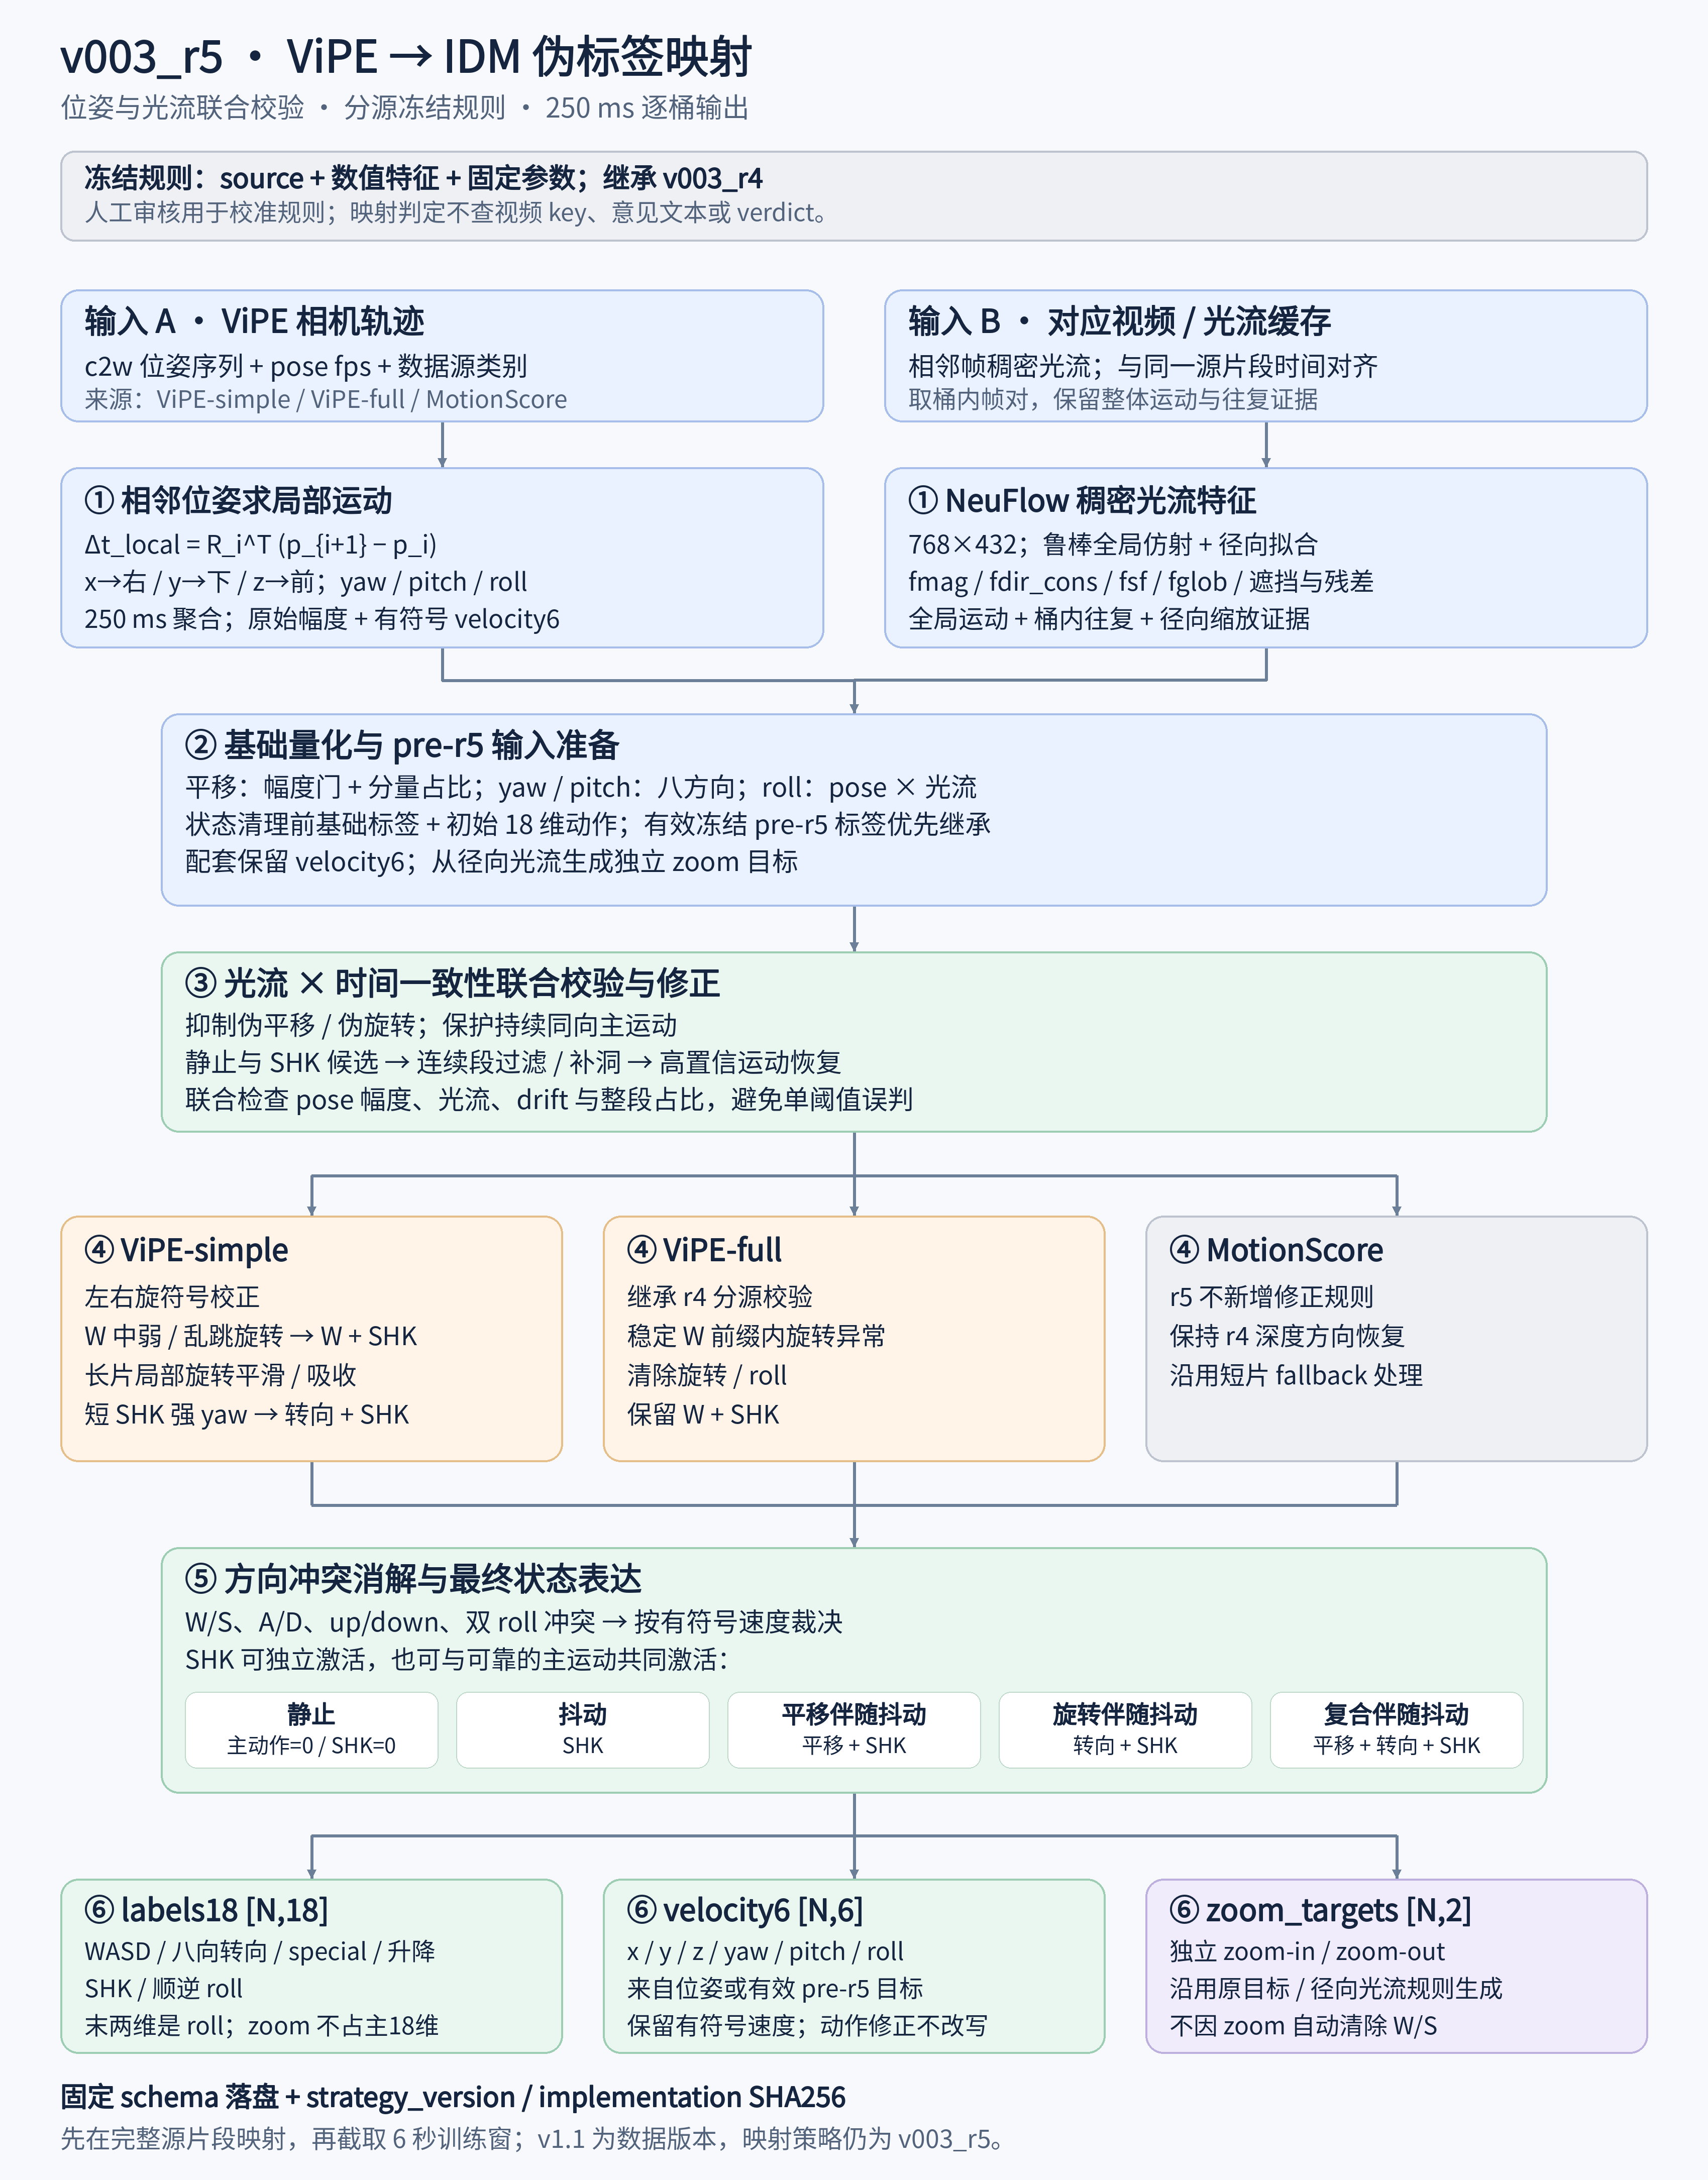 v003_r5 • ViPE → IDM 伪标签映射
位姿与光流联合校验 • 分源冻结规则 • 250 ms 逐桶输出
冻结规则：source + 数值特征 + 固定参数；继承 v003_r4
人工审核用于校准规则；映射判定不查视频 key、意见文本或 verdict。
输入 A • ViPE 相机轨迹
c2w 位姿序列 + pose fps + 数据源类别
来源：ViPE-simple / ViPE-full / MotionScore
输入 B • 对应视频 / 光流缓存
相邻帧稠密光流；与同一源片段时间对齐
取桶内帧对，保留整体运动与往复证据
① 相邻位姿求局部运动
Δt_local = R_i^T (p_{i+1} − p_i)
x→右 / y→下 / z→前；yaw / pitch / roll
250 ms 聚合；原始幅度 + 有符号 velocity6
① NeuFlow 稠密光流特征
768×432；鲁棒全局仿射 + 径向拟合
fmag / fdir_cons / fsf / fglob / 遮挡与残差
全局运动 + 桶内往复 + 径向缩放证据
② 基础量化与 pre-r5 输入准备
平移：幅度门 + 分量占比；yaw / pitch：八方向；roll：pose × 光流
状态清理前基础标签 + 初始 18 维动作；有效冻结 pre-r5 标签优先继承
配套保留 velocity6；从径向光流生成独立 zoom 目标
③ 光流 × 时间一致性联合校验与修正
抑制伪平移 / 伪旋转；保护持续同向主运动
静止与 SHK 候选 → 连续段过滤 / 补洞 → 高置信运动恢复
联合检查 pose 幅度、光流、drift 与整段占比，避免单阈值误判
④ ViPE-simple
左右旋符号校正
W 中弱 / 乱跳旋转 → W + SHK
长片局部旋转平滑 / 吸收
短 SHK 强 yaw → 转向 + SHK
④ ViPE-full
继承 r4 分源校验
稳定 W 前缀内旋转异常
清除旋转 / roll
保留 W + SHK
④ MotionScore
r5 不新增修正规则
保持 r4 深度方向恢复
沿用短片 fallback 处理
⑤ 方向冲突消解与最终状态表达
W/S、A/D、up/down、双 roll 冲突 → 按有符号速度裁决
SHK 可独立激活，也可与可靠的主运动共同激活：
静止
主动作=0 / SHK=0
抖动
SHK
平移伴随抖动
平移 + SHK
旋转伴随抖动
转向 + SHK
复合伴随抖动
平移 + 转向 + SHK
⑥ labels18 [N,18]
WASD / 八向转向 / special / 升降
SHK / 顺逆 roll
末两维是 roll；zoom 不占主18维
⑥ velocity6 [N,6]
x / y / z / yaw / pitch / roll
来自位姿或有效 pre-r5 目标
保留有符号速度；动作修正不改写
⑥ zoom_targets [N,2]
独立 zoom-in / zoom-out
沿用原目标 / 径向光流规则生成
不因 zoom 自动清除 W/S
固定 schema 落盘 + strategy_version / implementation SHA256
先在完整源片段映射，再截取 6 秒训练窗；v1.1 为数据版本，映射策略仍为 v003_r5。